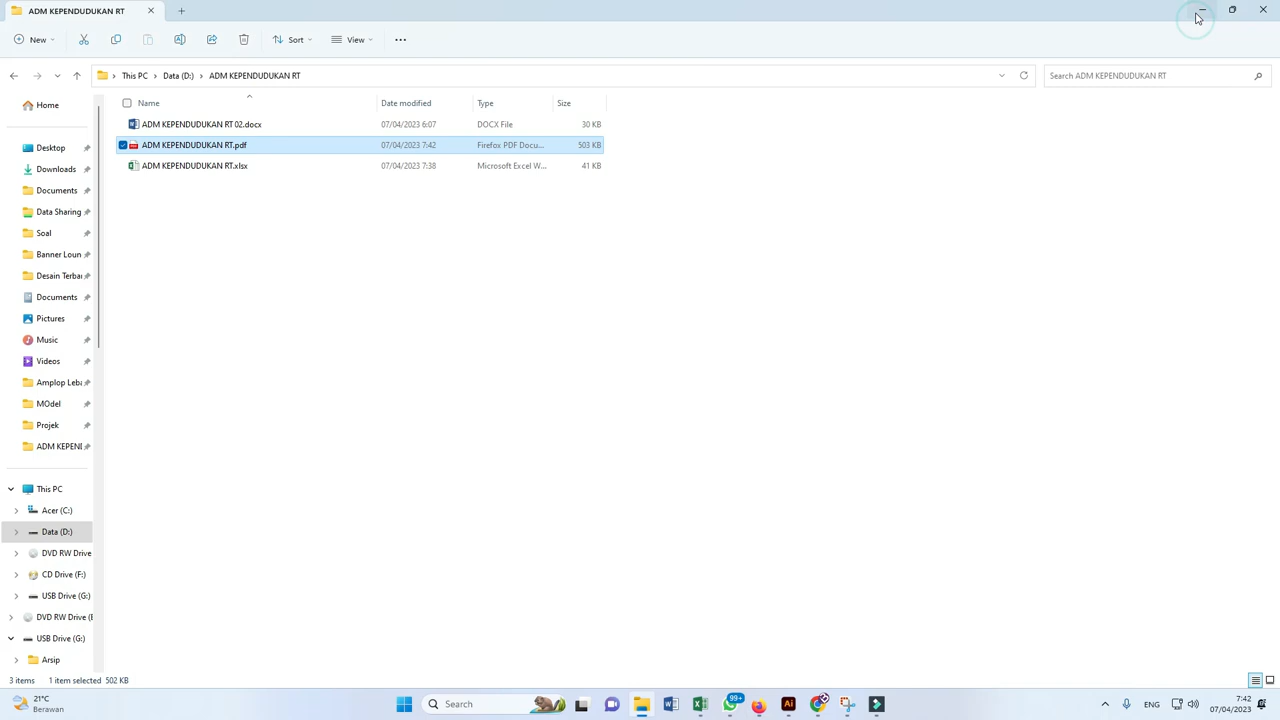 ADM KEPENDUDUKAN RT
New
Sort
View
This PC
Data (D:)
ADM KEPENDUDUKAN RT
Search ADM KEPENDUDUKAN RT
Name
Date modified
Type
Size
ADM KEPENDUDUKAN RT 02.docx
07/04/2023 6:07
DOCX File
30 KB
ADM KEPENDUDUKAN RT.pdf
07/04/2023 7:42
Firefox PDF Docu...
503 KB
ADM KEPENDUDUKAN RT.xlsx
07/04/2023 7:38
Microsoft Excel W...
41 KB
Home
Desktop
Downloads
Documents
Data Sharing
Soal
Banner Loun
Desain Terba
Documents
Pictures
Music
Videos
Amplop Leba
MOdel
Projek
ADM KEPEND
This PC
Acer (C:)
Data (D:)
DVD RW Drive
CD Drive (F:)
USB Drive (G:)
DVD RW Drive (E
USB Drive (G:)
Arsip
3 items
1 item selected 502 KB
21°C
Berawan
Search
99+
ENG
7:42
07/04/2023